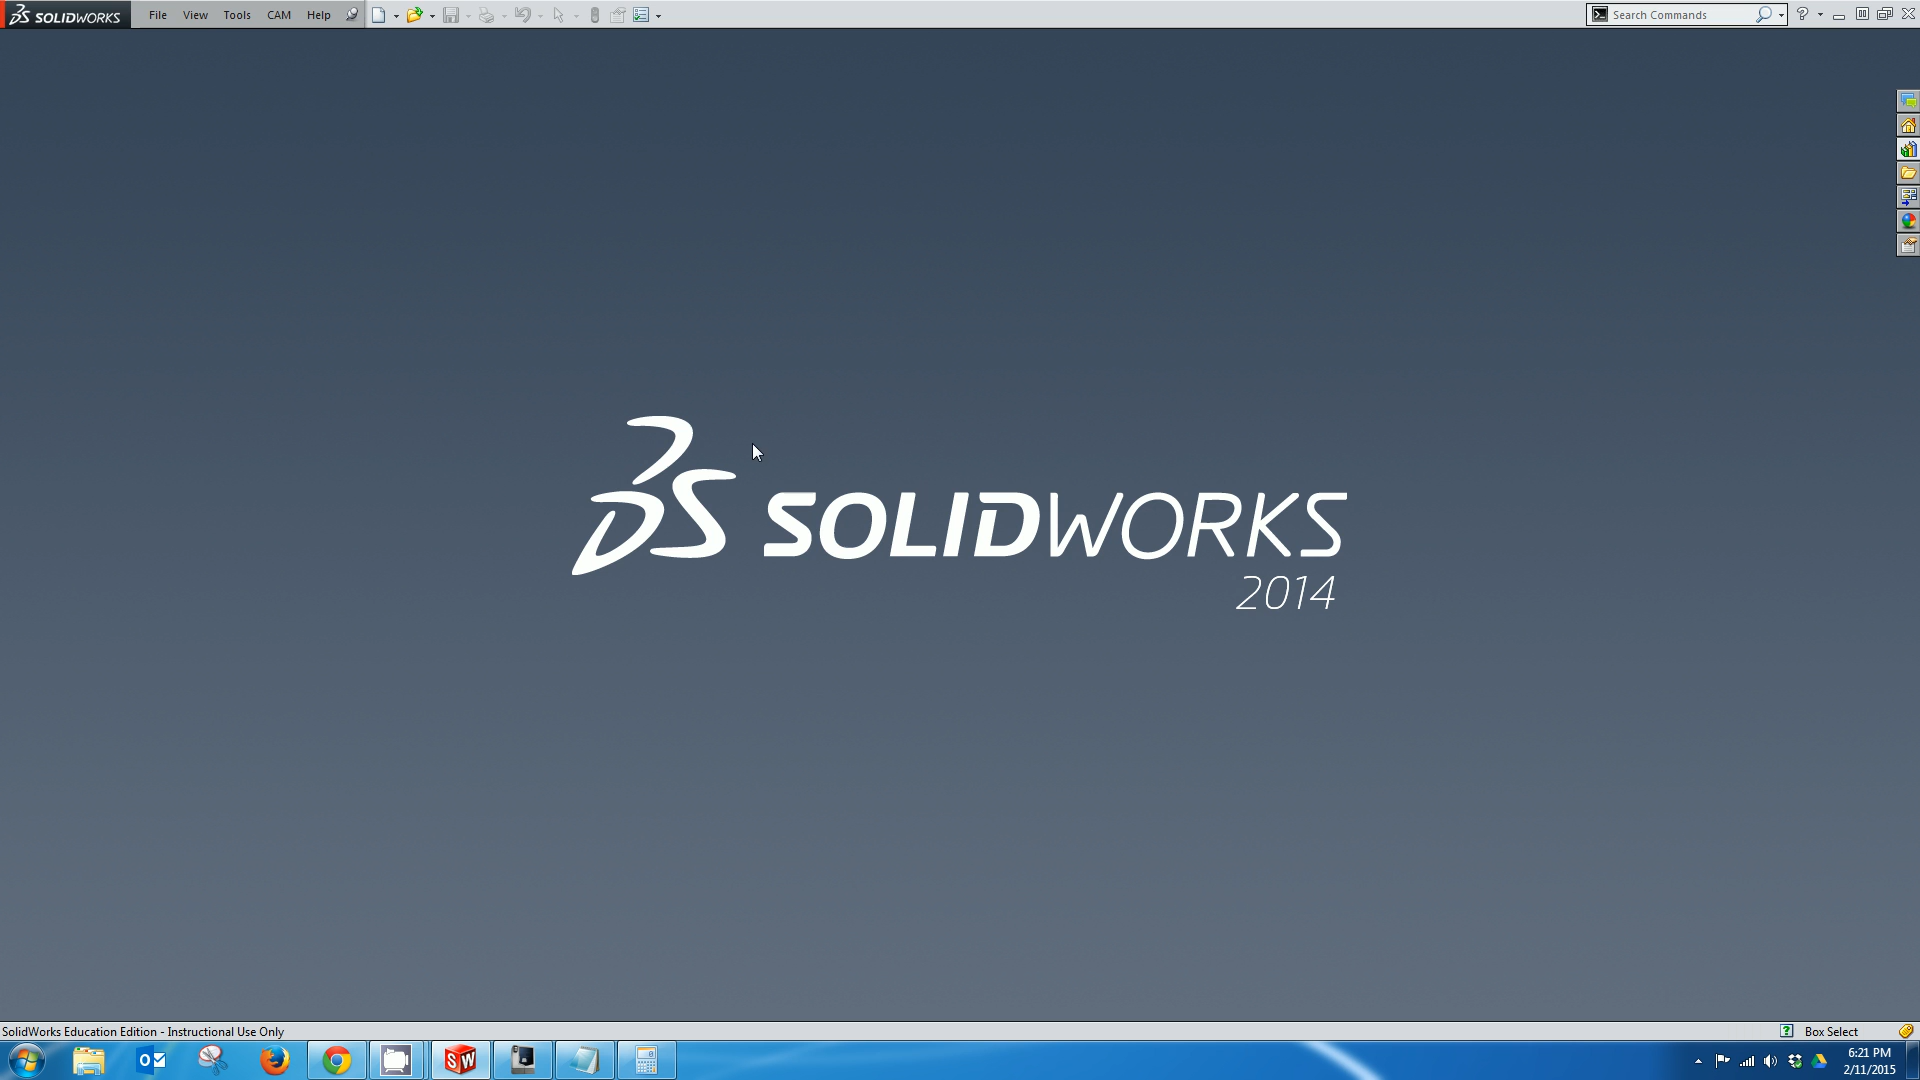 SOLIDWORKS File View Tools CAM Help Search Commands
SOLIDWORKS
2014
SolidWorks Education Edition - Instructional Use Only Box Select
6:21 PM
2/11/2015